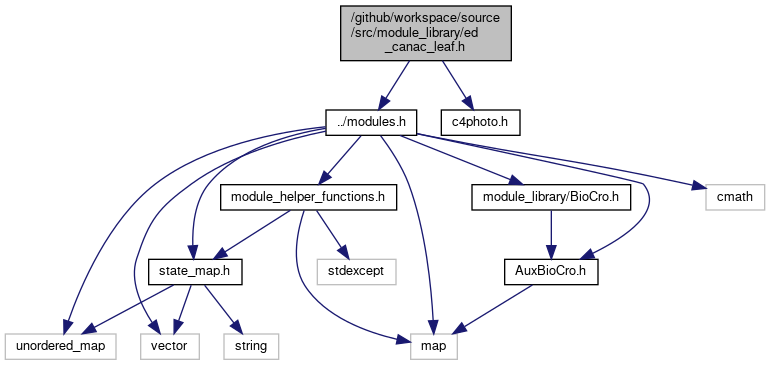 /github/workspace/source
/src/module_library/ed
_canac_leaf.h
../modules.h
c4photo.h
module_helper_functions.h
module_library/BioCro.h
cmath
state_map.h
stdexcept
AuxBioCro.h
unordered_map
vector
string
map